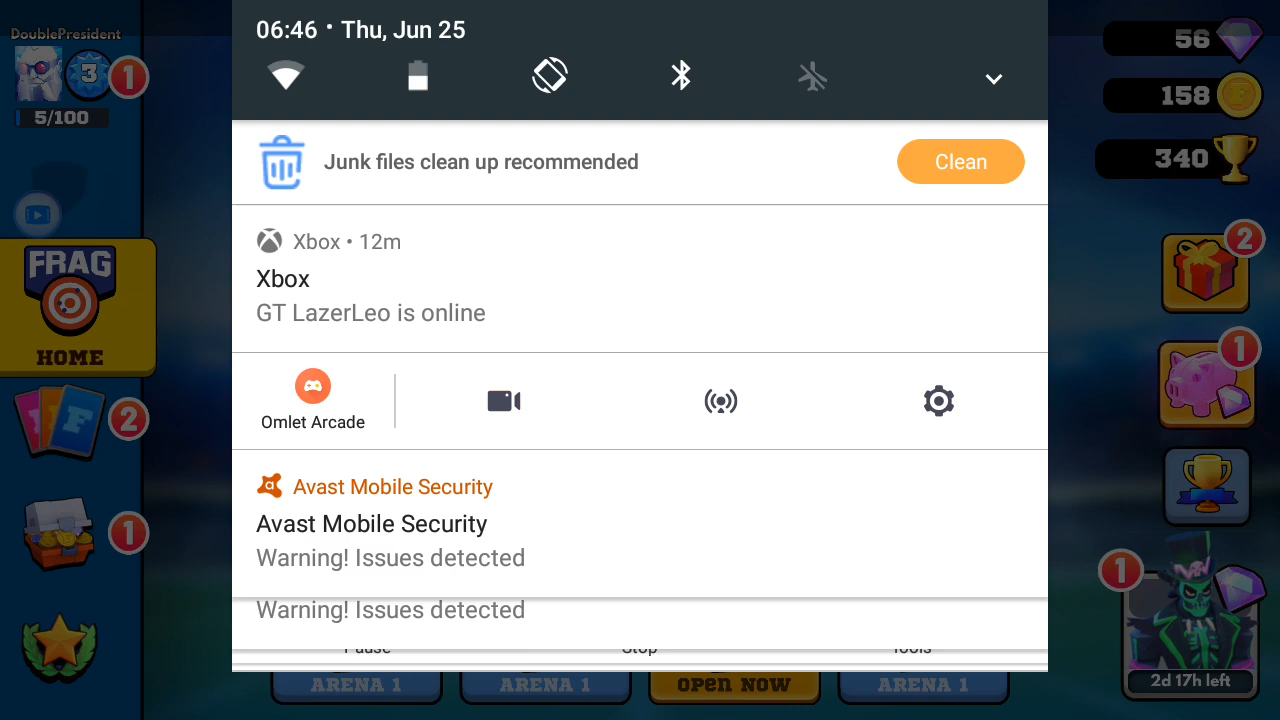 06:46 • Thu, Jun 25
Junk files clean up recommended
Clean
Xbox • 12m
Xbox
GT LazerLeo is online
Omlet Arcade
Avast Mobile Security
Avast Mobile Security
Warning! Issues detected
Warning! Issues detected
Pause
Stop
Tools
DoublePresident
3
1
5/100
FRAG
HOME
2
1
56
158
340
2
1
1
2d 17h left
ARENA 1
ARENA 1
OPEN NOW
ARENA 1